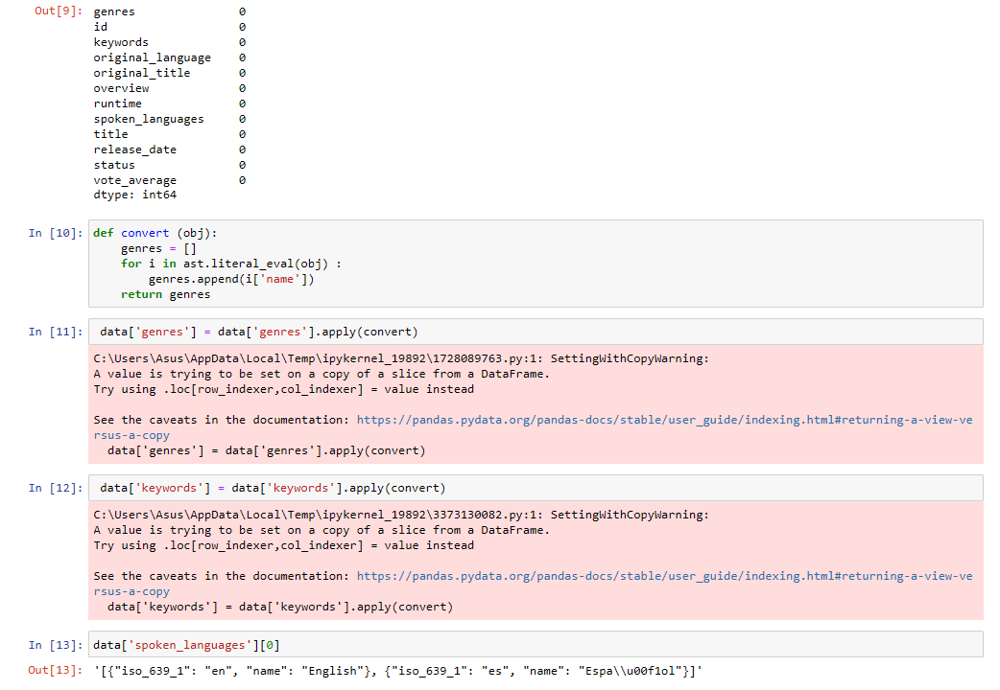 Out[9]: genres 0
id 0
keywords 0
original_language 0
original_title 0
overview 0
runtime 0
spoken_languages 0
title 0
release_date 0
status 0
vote_average 0
dtype: int64
In [10]: def convert (obj):
    genres = []
    for i in ast.literal_eval(obj) :
        genres.append(i['name'])
    return genres
In [11]: data['genres'] = data['genres'].apply(convert)
C:\Users\Asus\AppData\Local\Temp\ipykernel_19892\1728089763.py:1: SettingWithCopyWarning:
A value is trying to be set on a copy of a slice from a DataFrame.
Try using .loc[row_indexer,col_indexer] = value instead
See the caveats in the documentation: https://pandas.pydata.org/pandas-docs/stable/user_guide/indexing.html#returning-a-view-ve
rsus-a-copy
  data['genres'] = data['genres'].apply(convert)
In [12]: data['keywords'] = data['keywords'].apply(convert)
C:\Users\Asus\AppData\Local\Temp\ipykernel_19892\3373130082.py:1: SettingWithCopyWarning:
A value is trying to be set on a copy of a slice from a DataFrame.
Try using .loc[row_indexer,col_indexer] = value instead
See the caveats in the documentation: https://pandas.pydata.org/pandas-docs/stable/user_guide/indexing.html#returning-a-view-ve
rsus-a-copy
  data['keywords'] = data['keywords'].apply(convert)
In [13]: data['spoken_languages'][0]
Out[13]: '[{"iso_639_1": "en", "name": "English"}, {"iso_639_1": "es", "name": "Espa\\u00f1ol"}]'